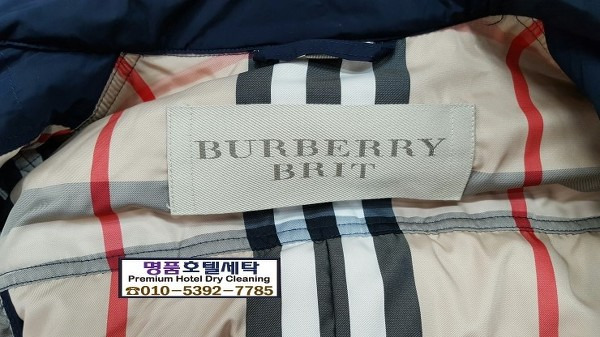 BURBERRY
BRIT
명품호텔세탁
Premium Hotel Dry Cleaning
☎010-5392-7785